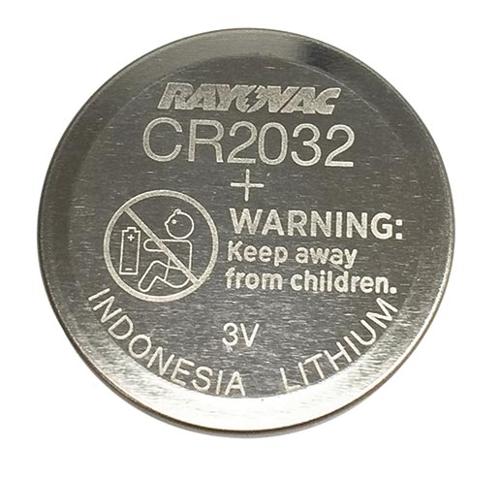 RAYOVAC
CR2032
+
WARNING:
Keep away
from children.
3V
INDONESIA LITHIUM